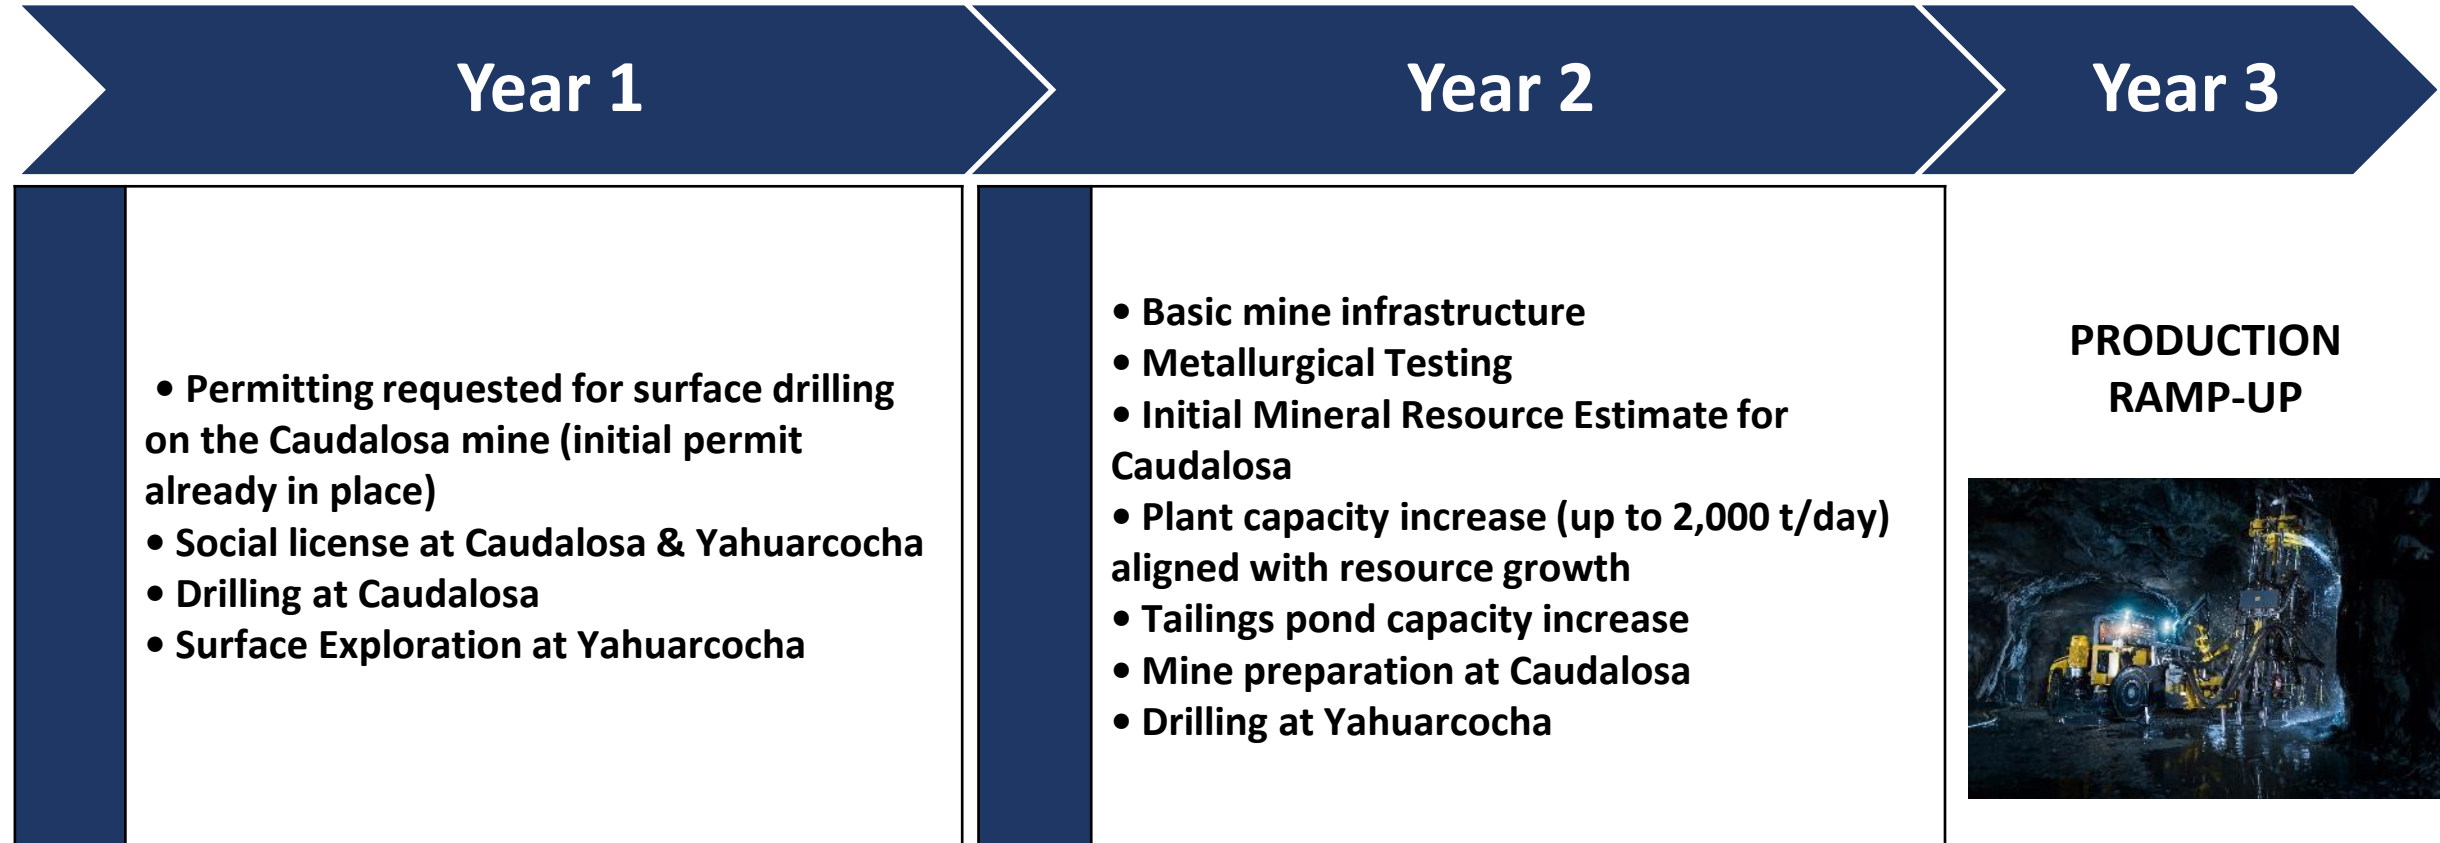 Year 1
Year 2
Year 3
• Permitting requested for surface drilling
on the Caudalosa mine (initial permit
already in place)
• Social license at Caudalosa & Yahuarcocha
• Drilling at Caudalosa
• Surface Exploration at Yahuarcocha
• Basic mine infrastructure
• Metallurgical Testing
• Initial Mineral Resource Estimate for
Caudalosa
• Plant capacity increase (up to 2,000 t/day)
aligned with resource growth
• Tailings pond capacity increase
• Mine preparation at Caudalosa
• Drilling at Yahuarcocha
PRODUCTION
RAMP-UP